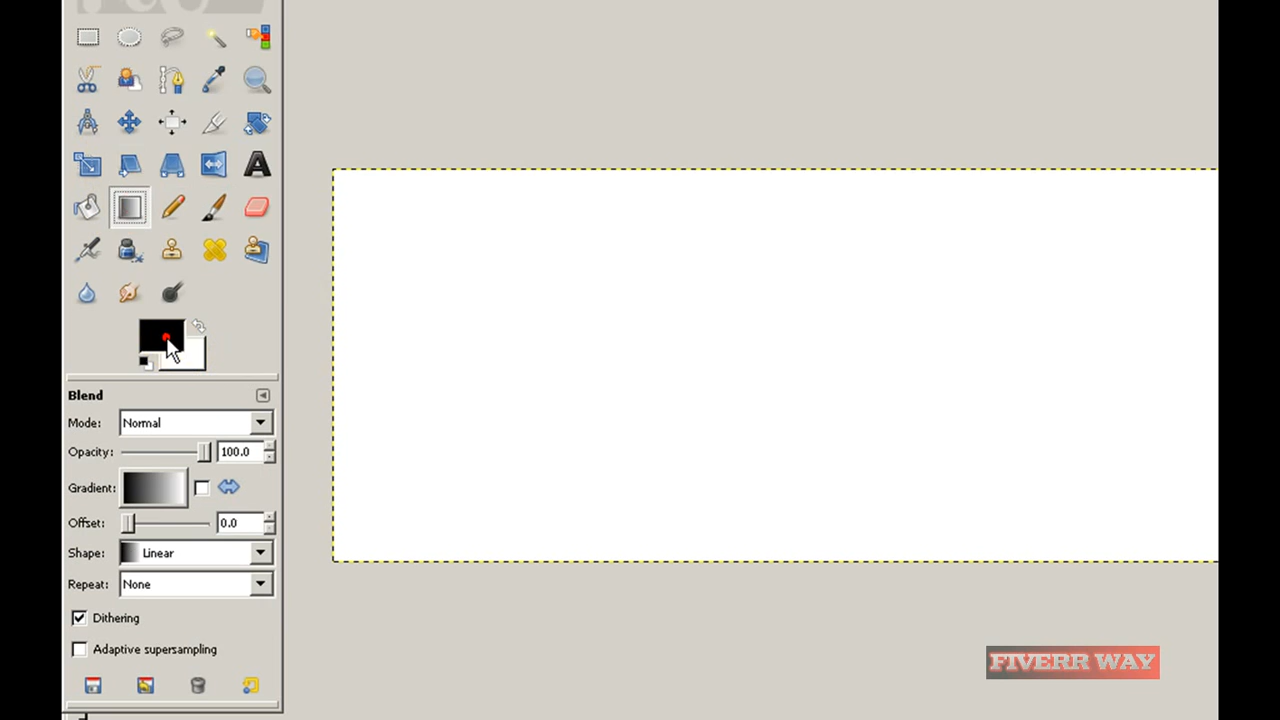 Blend
Mode: Normal
Opacity: 100.0
Gradient:
Offset: 0.0
Shape: Linear
Repeat: None
Dithering
Adaptive supersampling
FIVERR WAY